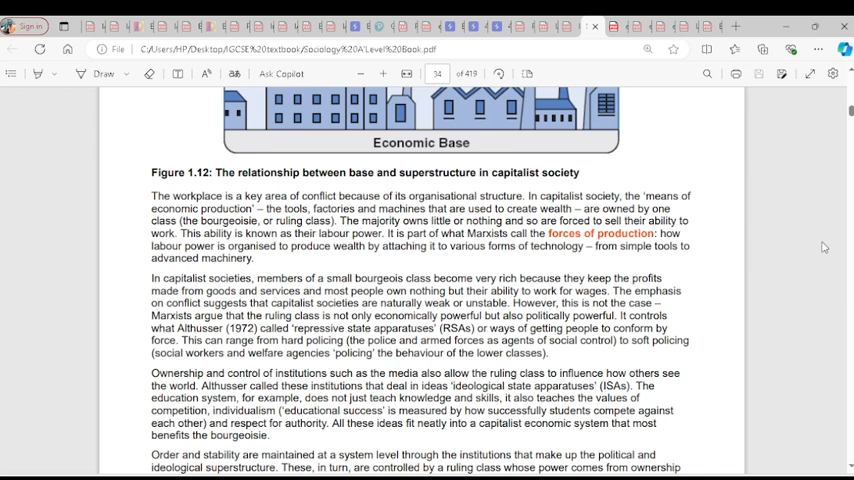 Sign in
File
C:/Users/HP/Desktop/IGCSE%20textbook/Sociology%20A'Level%20Book.pdf
Draw
Ask Copilot
34
of 419
Economic Base
Figure 1.12: The relationship between base and superstructure in capitalist society
The workplace is a key area of conflict because of its organisational structure. In capitalist society, the ‘means of
economic production’ – the tools, factories and machines that are used to create wealth – are owned by one
class (the bourgeoisie, or ruling class). The majority owns little or nothing and so are forced to sell their ability to
work. This ability is known as their labour power. It is part of what Marxists call the forces of production: how
labour power is organised to produce wealth by attaching it to various forms of technology – from simple tools to
advanced machinery.
In capitalist societies, members of a small bourgeois class become very rich because they keep the profits
made from goods and services and most people own nothing but their ability to work for wages. The emphasis
on conflict suggests that capitalist societies are naturally weak or unstable. However, this is not the case –
Marxists argue that the ruling class is not only economically powerful but also politically powerful. It controls
what Althusser (1972) called ‘repressive state apparatuses’ (RSAs) or ways of getting people to conform by
force. This can range from hard policing (the police and armed forces as agents of social control) to soft policing
(social workers and welfare agencies ‘policing’ the behaviour of the lower classes).
Ownership and control of institutions such as the media also allow the ruling class to influence how others see
the world. Althusser called these institutions that deal in ideas ‘ideological state apparatuses’ (ISAs). The
education system, for example, does not just teach knowledge and skills, it also teaches the values of
competition, individualism (‘educational success’ is measured by how successfully students compete against
each other) and respect for authority. All these ideas fit neatly into a capitalist economic system that most
benefits the bourgeoisie.
Order and stability are maintained at a system level through the institutions that make up the political and
ideological superstructure. These, in turn, are controlled by a ruling class whose power comes from ownership